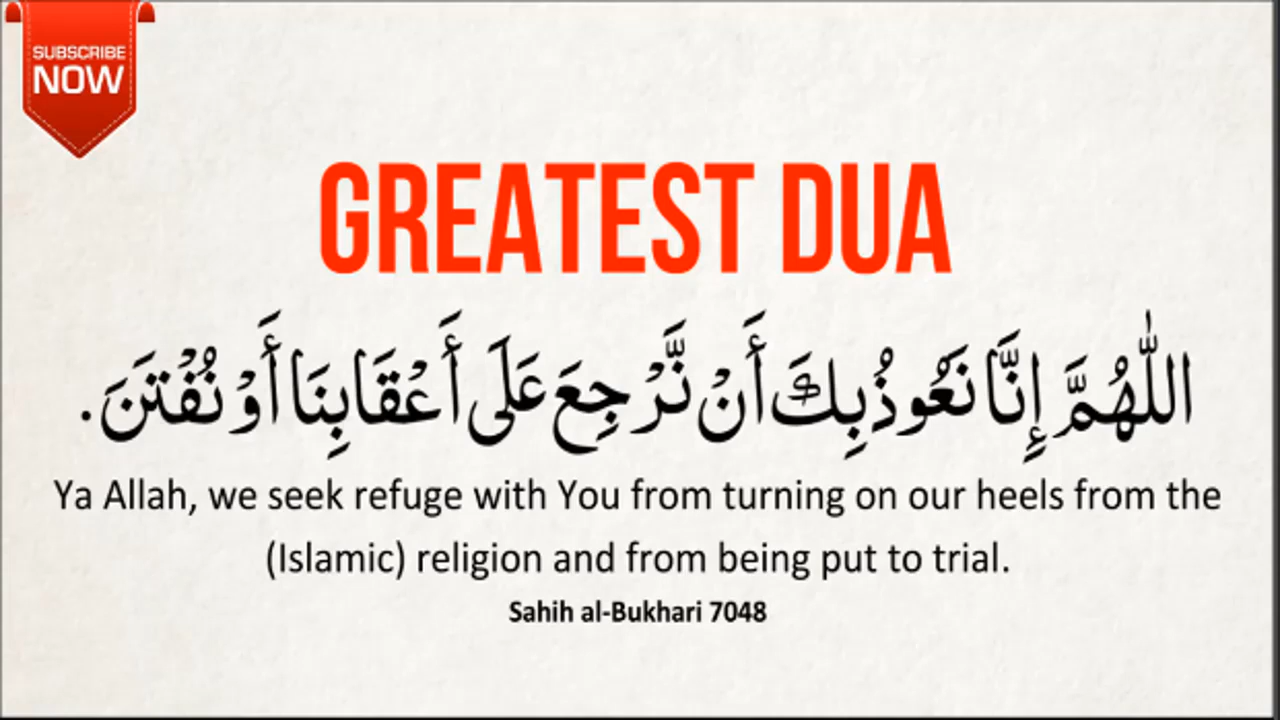 SUBSCRIBE
NOW
GREATEST DUA
اللّٰهُمَّ إِنَّا نَعُوذُ بِكَ أَنْ نَّرْجِعَ عَلَى أَعْقَابِنَا أَوْ نُفْتَنَ.
Ya Allah, we seek refuge with You from turning on our heels from the
(Islamic) religion and from being put to trial.
Sahih al-Bukhari 7048